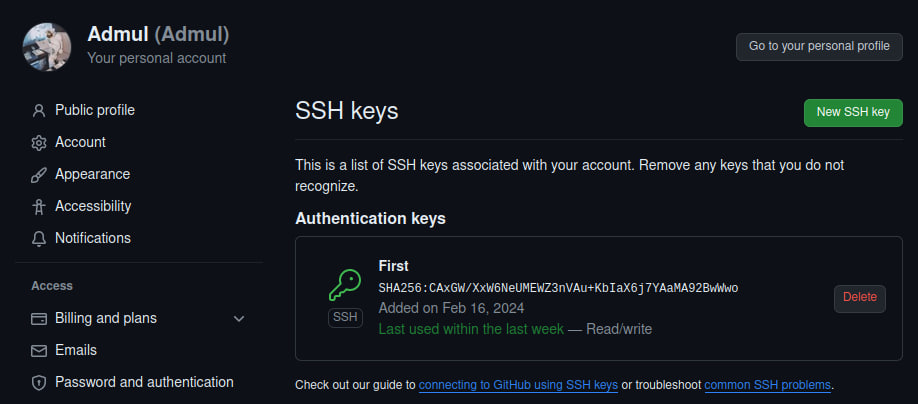 Admul (Admul)
Your personal account
Go to your personal profile
Public profile
Account
Appearance
Accessibility
Notifications
Access
Billing and plans
Emails
Password and authentication
SSH keys
New SSH key
This is a list of SSH keys associated with your account. Remove any keys that you do not
recognize.
Authentication keys
First
SHA256:CAxGW/XxW6NeUMEWZ3nVAu+KbIaX6j7YAaMA92BwWwo
Added on Feb 16, 2024
Last used within the last week — Read/write
SSH
Delete
Check out our guide to connecting to GitHub using SSH keys or troubleshoot common SSH problems.